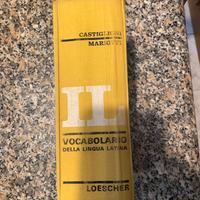 CASTIGLIONI
MARIOTTI
IL
VOCABOLARIO
DELLA LINGUA LATINA
LOESCHER